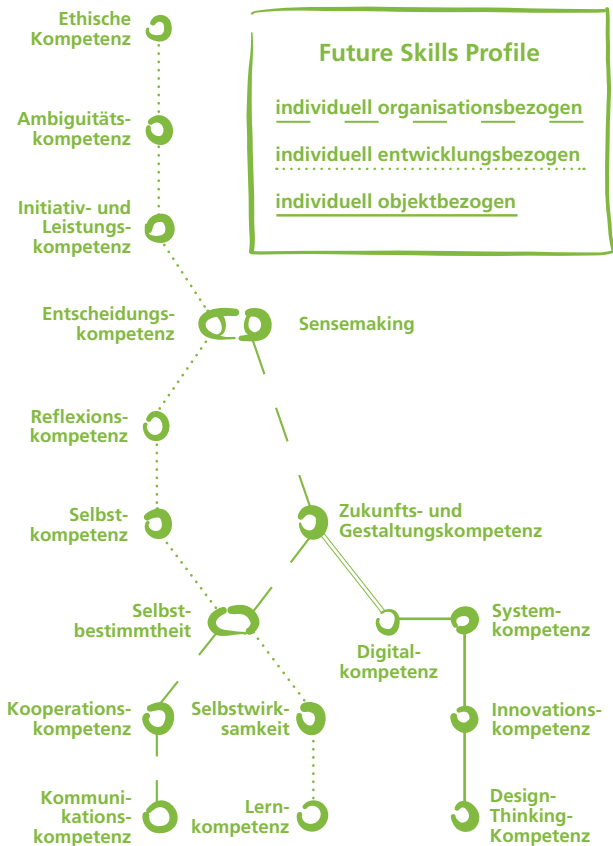 Ethische
Kompetenz
Future Skills Profile
individuell organisationsbezogen
individuell entwicklungsbezogen
individuell objektbezogen
Ambiguitäts-
kompetenz
Initiativ- und
Leistungs-
kompetenz
Entscheidungs-
kompetenz
Sensemaking
Reflexions-
kompetenz
Selbst-
kompetenz
Zukunfts- und
Gestaltungskompetenz
Selbst-
bestimmtheit
Digital-
kompetenz
System-
kompetenz
Kooperations-
kompetenz
Selbstwirk-
samkeit
Innovations-
kompetenz
Kommuni-
kations-
kompetenz
Lern-
kompetenz
Design-
Thinking-
Kompetenz